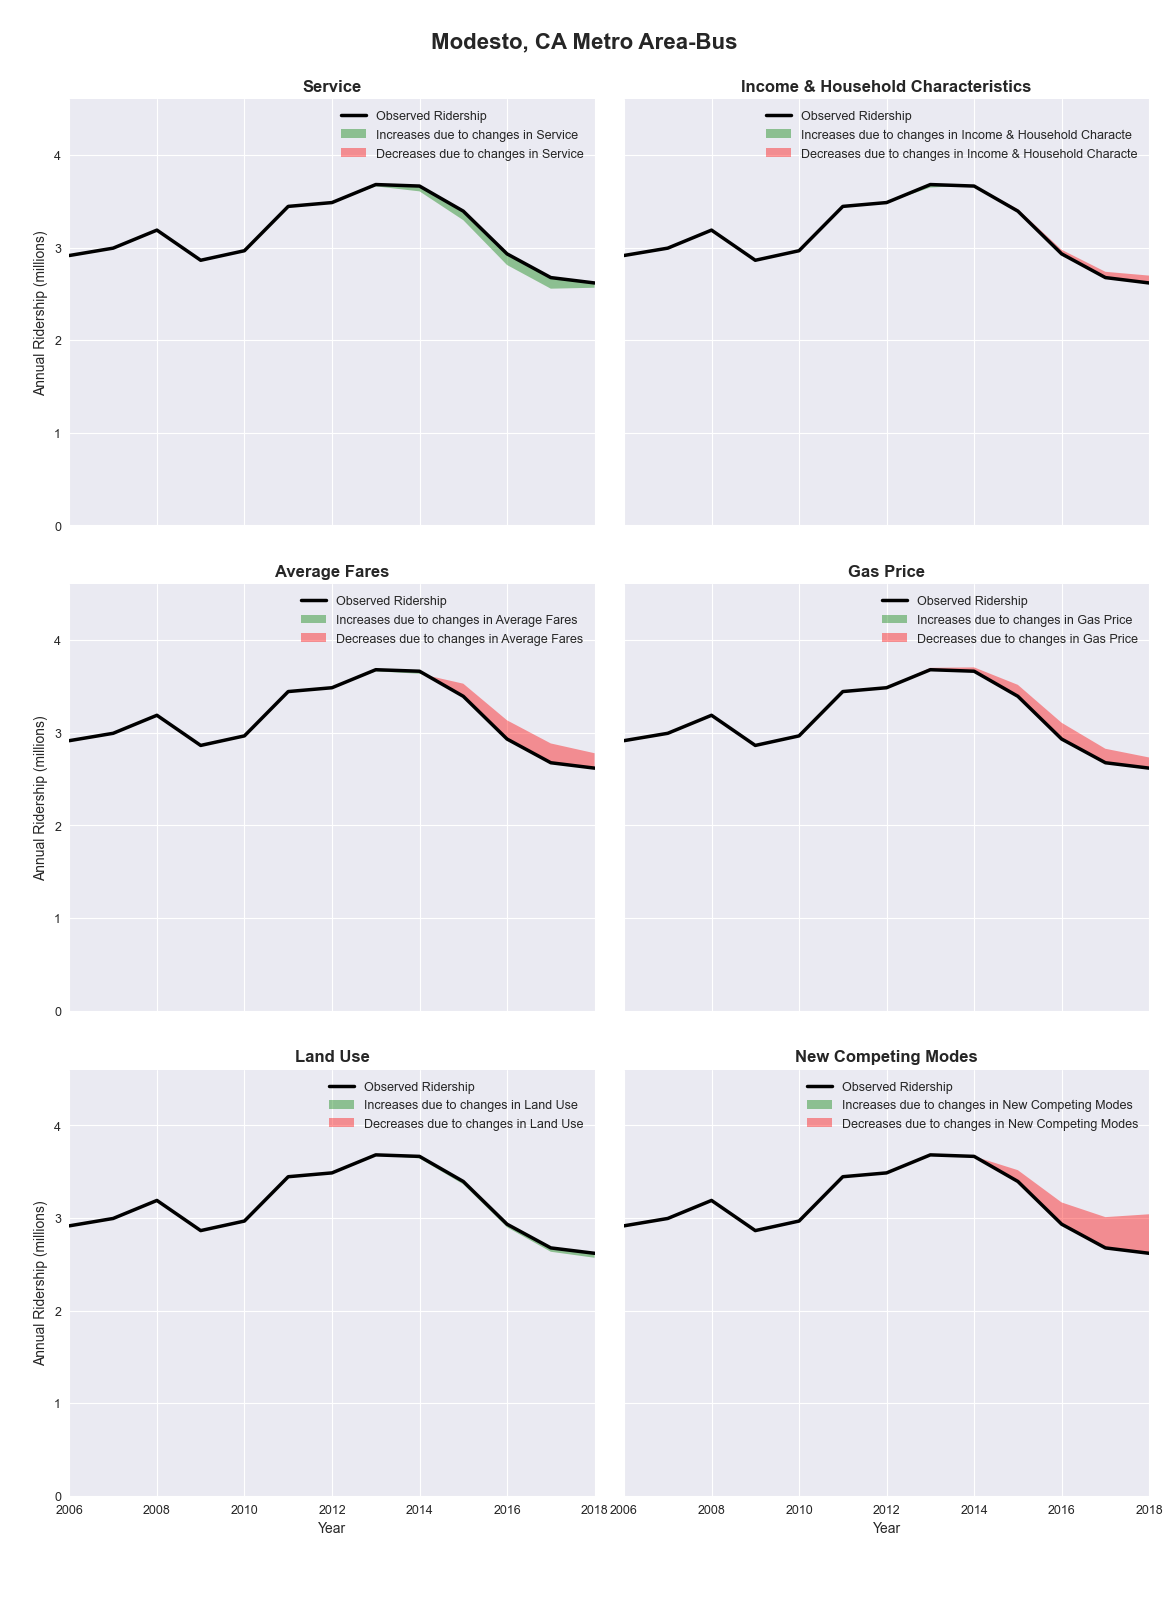 Modesto, CA Metro Area-Bus
Service
Observed Ridership
Increases due to changes in Service
Decreases due to changes in Service
4
3
2
1
0
Annual Ridership (millions)
Income & Household Characteristics
Observed Ridership
Increases due to changes in Income & Household Characte
Decreases due to changes in Income & Household Characte
Average Fares
Observed Ridership
Increases due to changes in Average Fares
Decreases due to changes in Average Fares
4
3
2
1
0
Annual Ridership (millions)
Gas Price
Observed Ridership
Increases due to changes in Gas Price
Decreases due to changes in Gas Price
Land Use
Observed Ridership
Increases due to changes in Land Use
Decreases due to changes in Land Use
4
3
2
1
0
Annual Ridership (millions)
2006 2008 2010 2012 2014 2016 2018
Year
New Competing Modes
Observed Ridership
Increases due to changes in New Competing Modes
Decreases due to changes in New Competing Modes
2006 2008 2010 2012 2014 2016 2018
Year